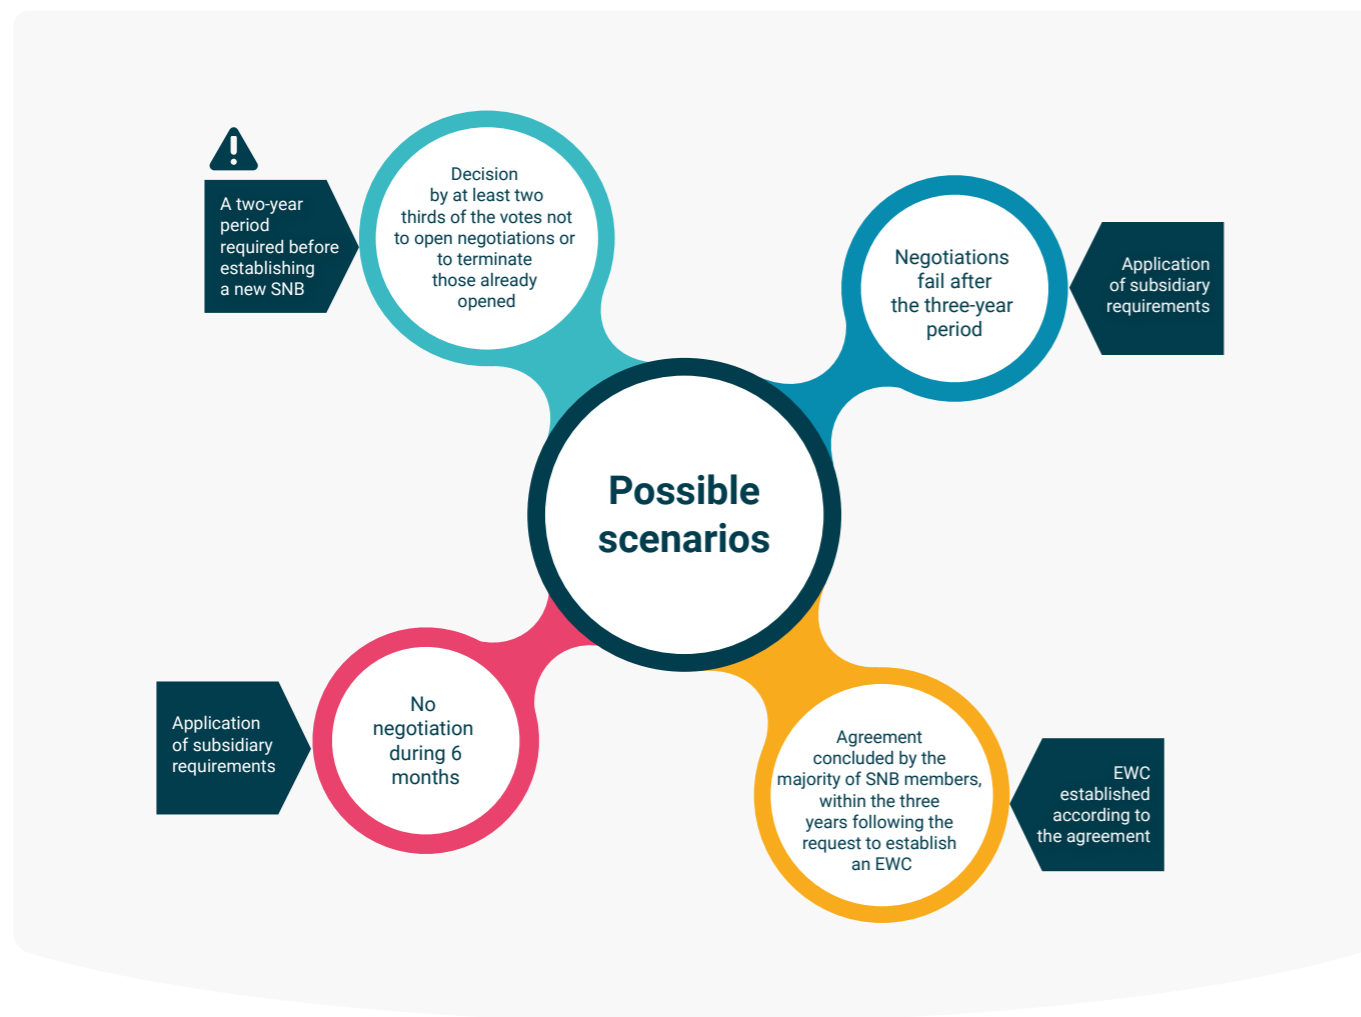 A two-year
period
required before
establishing
a new SNB
Decision
by at least two
thirds of the votes not
to open negotiations or
to terminate
those already
opened
Negotiations
fail after
the three-year
period
Application
of subsidiary
requirements
Possible
scenarios
Application
of subsidiary
requirements
No
negotiation
during 6
months
Agreement
concluded by the
majority of SNB members,
within the three
years following the
request to establish
an EWC
EWC
established
according to
the agreement